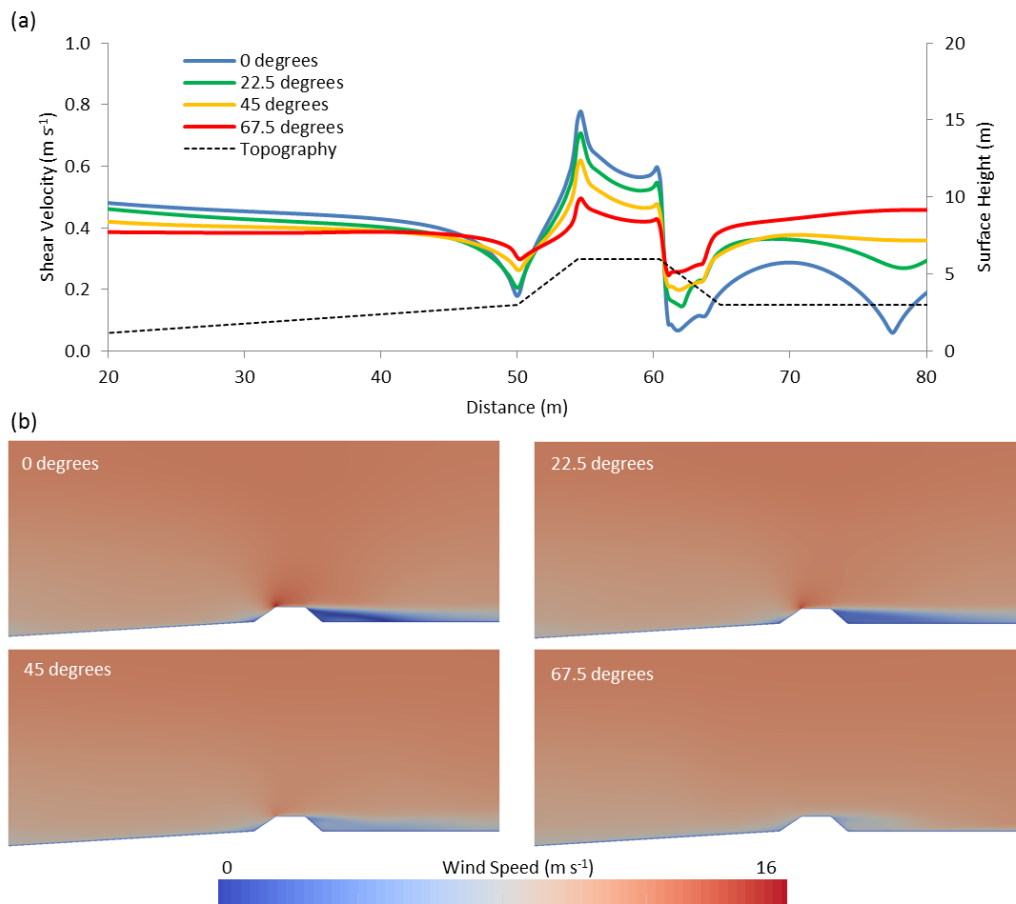 (a)
1.0
0.8
0.6
0.4
0.2
0.0
Shear Velocity (m s⁻¹)
0 degrees
22.5 degrees
45 degrees
67.5 degrees
Topography
20
15
10
5
0
Surface Height (m)
20 30 40 50 60 70 80
Distance (m)
(b)
0 degrees
22.5 degrees
45 degrees
67.5 degrees
0 Wind Speed (m s⁻¹) 16